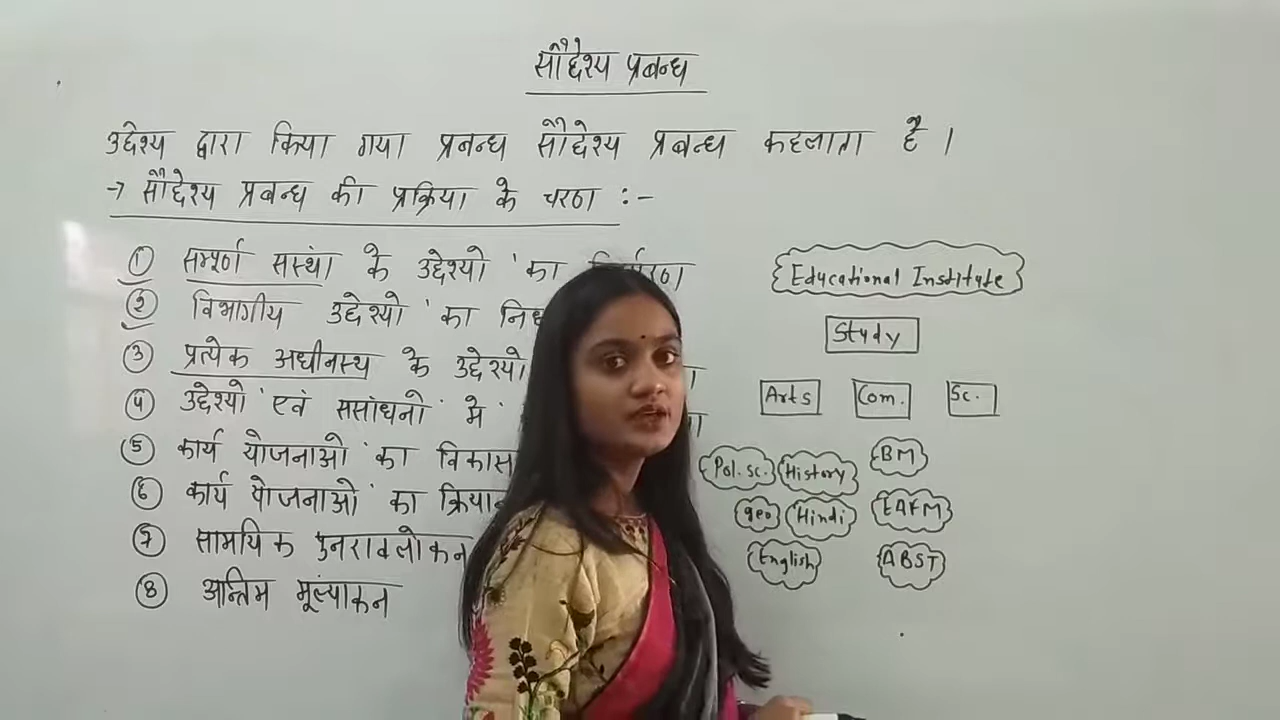 सौद्देश्य प्रबन्ध
उद्देश्य द्वारा किया गया प्रबन्ध सौद्देश्य प्रबन्ध कहलाता है ।
→ सौद्देश्य प्रबन्ध की प्रक्रिया के चरण :-
① सम्पूर्ण संस्था के उद्देश्यो का
② विभागीय उद्देश्यो का
③ प्रत्येक अधीनस्थ के
④ उद्देश्यो एवं संसाधनो मे
⑤ कार्य योजनाओ का विकास
⑥ कार्य योजनाओ का
⑦ सामयिक पुनरावलोकन
⑧ अन्तिम मूल्यांकन
Educational Institute
Study
Arts Com. Sc.
Pol.sc. History BM
geo Hindi EAFM
English ABST